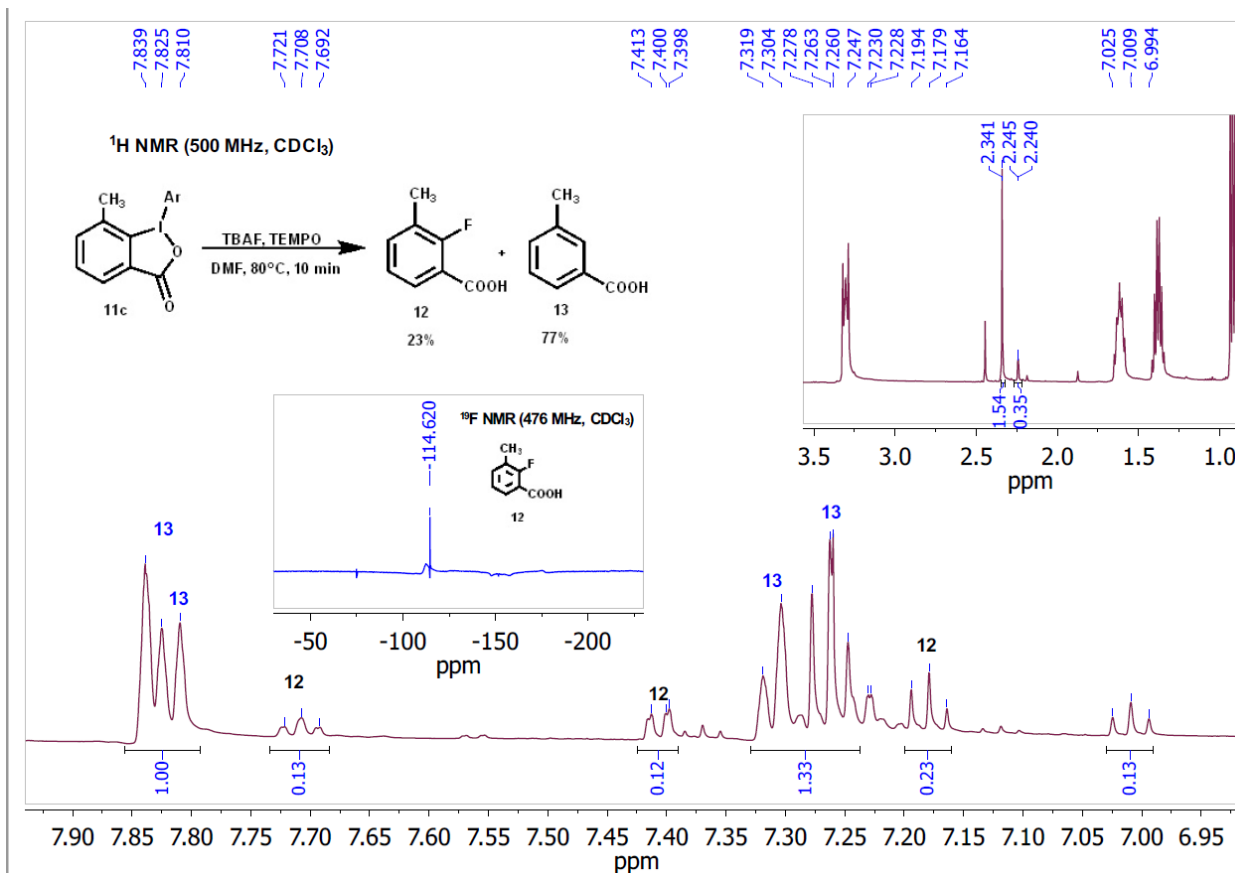 7.839
7.825
7.810
7.721
7.708
7.692
7.413
7.400
7.398
7.319
7.304
7.278
7.263
7.260
7.247
7.230
7.228
7.194
7.179
7.164
7.025
7.009
6.994
¹H NMR (500 MHz, CDCl₃)
CH₃
Ar
I
O
O
11c
TBAF, TEMPO
DMF, 80°C, 10 min
CH₃
F
COOH
12
23%
+
CH₃
COOH
13
77%
2.341
2.245
2.240
1.54
0.35
3.5 3.0 2.5 2.0 1.5 1.0
ppm
¹⁹F NMR (476 MHz, CDCl₃)
-114.620
CH₃
F
COOH
12
-50 -100 -150 -200
ppm
13
13
12
12
13
13
12
1.00
0.13
0.12
1.33
0.23
0.13
7.90 7.85 7.80 7.75 7.70 7.65 7.60 7.55 7.50 7.45 7.40 7.35 7.30 7.25 7.20 7.15 7.10 7.05 7.00 6.95
ppm